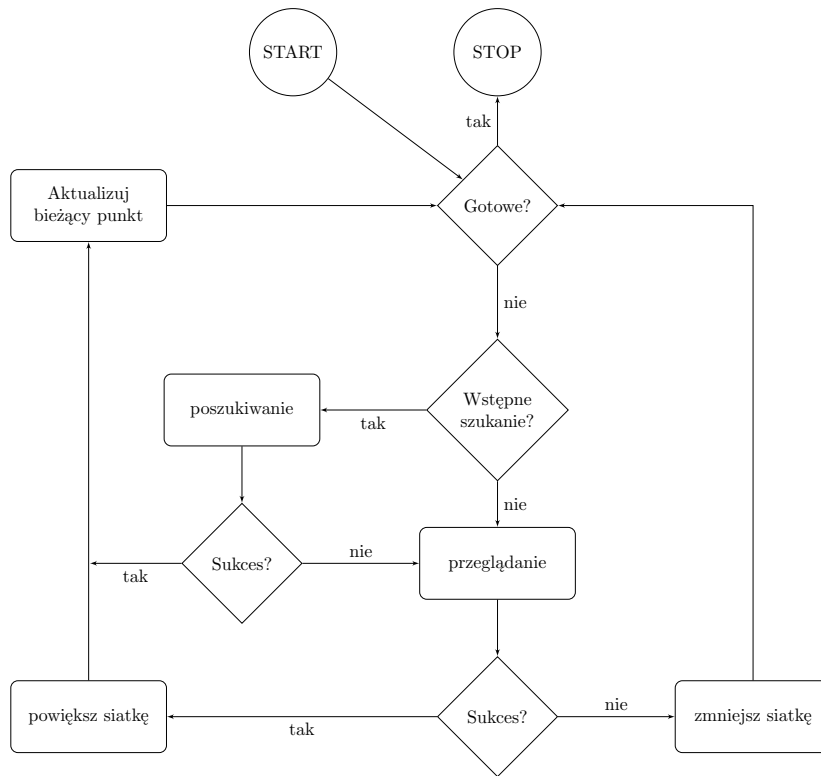 START
STOP
tak
Aktualizuj
bieżący punkt
Gotowe?
nie
poszukiwanie
tak
Wstępne
szukanie?
nie
tak
Sukces?
nie
przeglądanie
powiększ siatkę
tak
Sukces?
nie
zmniejsz siatkę